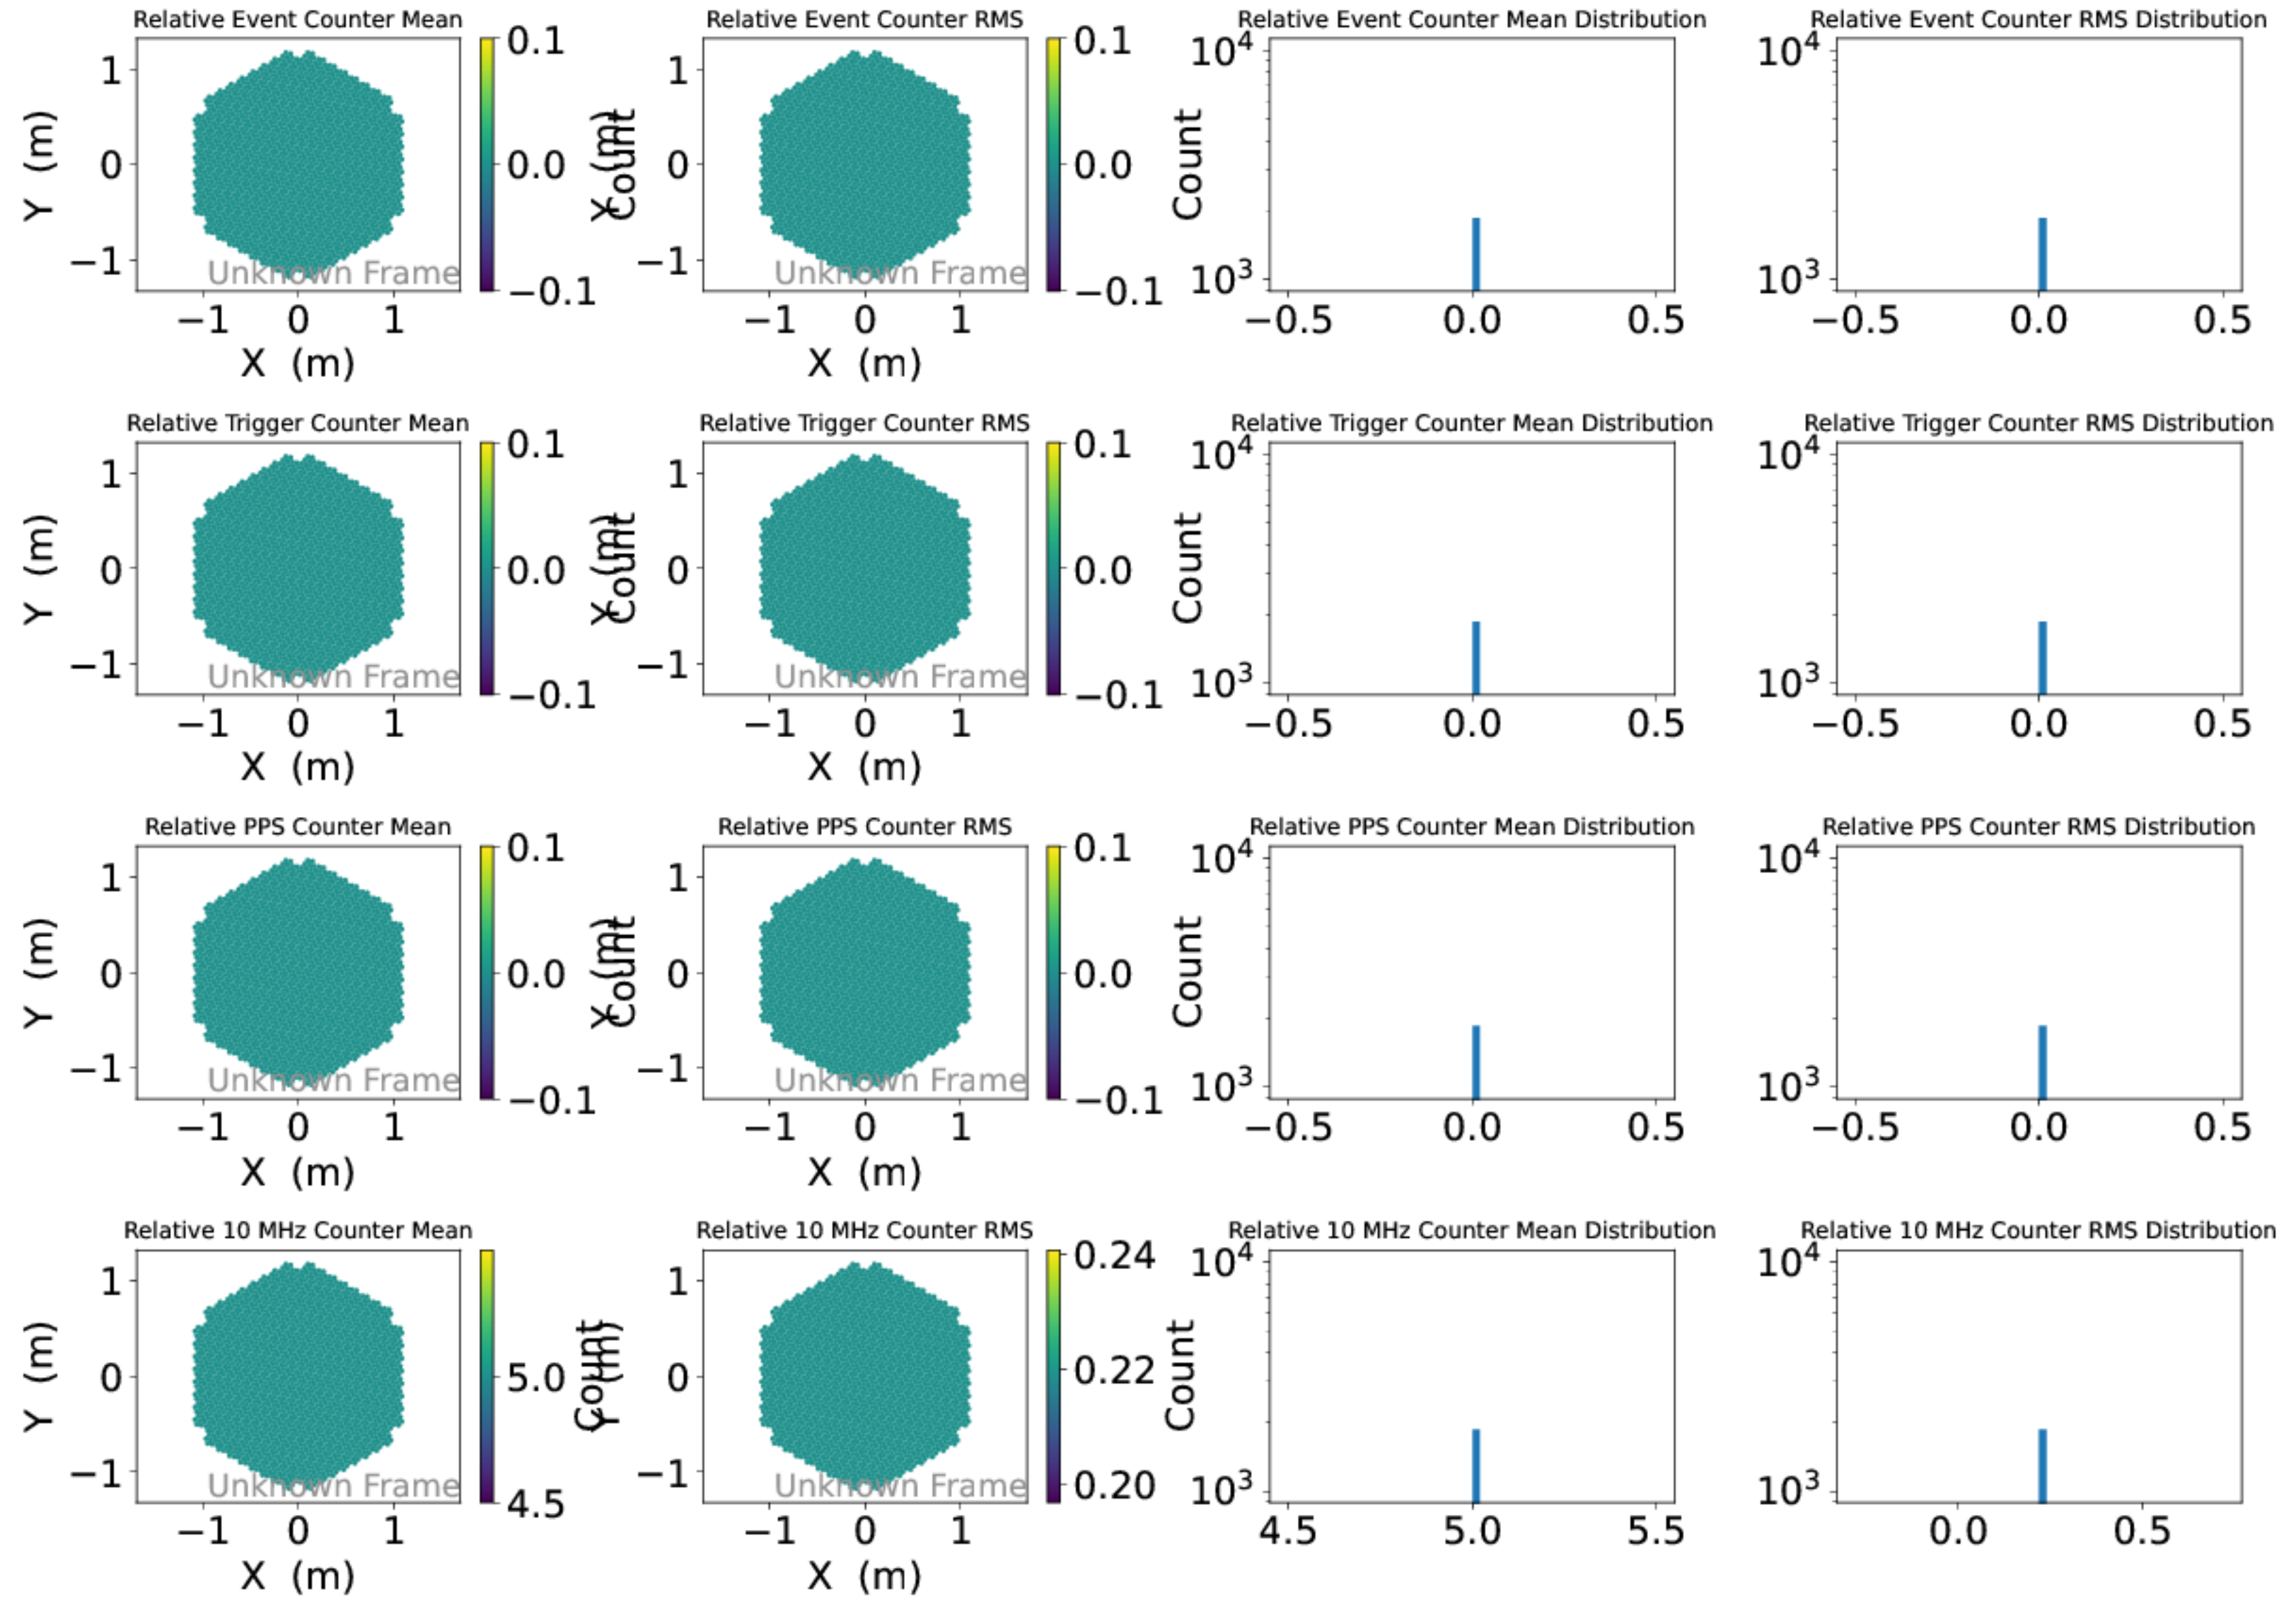 Relative Event Counter Mean
Relative Event Counter RMS
Relative Event Counter Mean Distribution
Relative Event Counter RMS Distribution
Y (m)
1
0
−1
Unknown Frame
−1 0 1
X (m)
0.1
0.0
−0.1
Count
Y (m)
1
0
−1
Unknown Frame
−1 0 1
X (m)
0.1
0.0
−0.1
Count
10⁴
10³
−0.5 0.0 0.5
10⁴
10³
−0.5 0.0 0.5
Relative Trigger Counter Mean
Relative Trigger Counter RMS
Relative Trigger Counter Mean Distribution
Relative Trigger Counter RMS Distribution
Y (m)
1
0
−1
Unknown Frame
−1 0 1
X (m)
0.1
0.0
−0.1
Count
Y (m)
1
0
−1
Unknown Frame
−1 0 1
X (m)
0.1
0.0
−0.1
Count
10⁴
10³
−0.5 0.0 0.5
10⁴
10³
−0.5 0.0 0.5
Relative PPS Counter Mean
Relative PPS Counter RMS
Relative PPS Counter Mean Distribution
Relative PPS Counter RMS Distribution
Y (m)
1
0
−1
Unknown Frame
−1 0 1
X (m)
0.1
0.0
−0.1
Count
Y (m)
1
0
−1
Unknown Frame
−1 0 1
X (m)
0.1
0.0
−0.1
Count
10⁴
10³
−0.5 0.0 0.5
10⁴
10³
−0.5 0.0 0.5
Relative 10 MHz Counter Mean
Relative 10 MHz Counter RMS
Relative 10 MHz Counter Mean Distribution
Relative 10 MHz Counter RMS Distribution
Y (m)
1
0
−1
Unknown Frame
−1 0 1
X (m)
5.0
4.5
Count
Y (m)
1
0
−1
Unknown Frame
−1 0 1
X (m)
0.24
0.22
0.20
Count
10⁴
10³
4.5 5.0 5.5
10⁴
10³
0.0 0.5